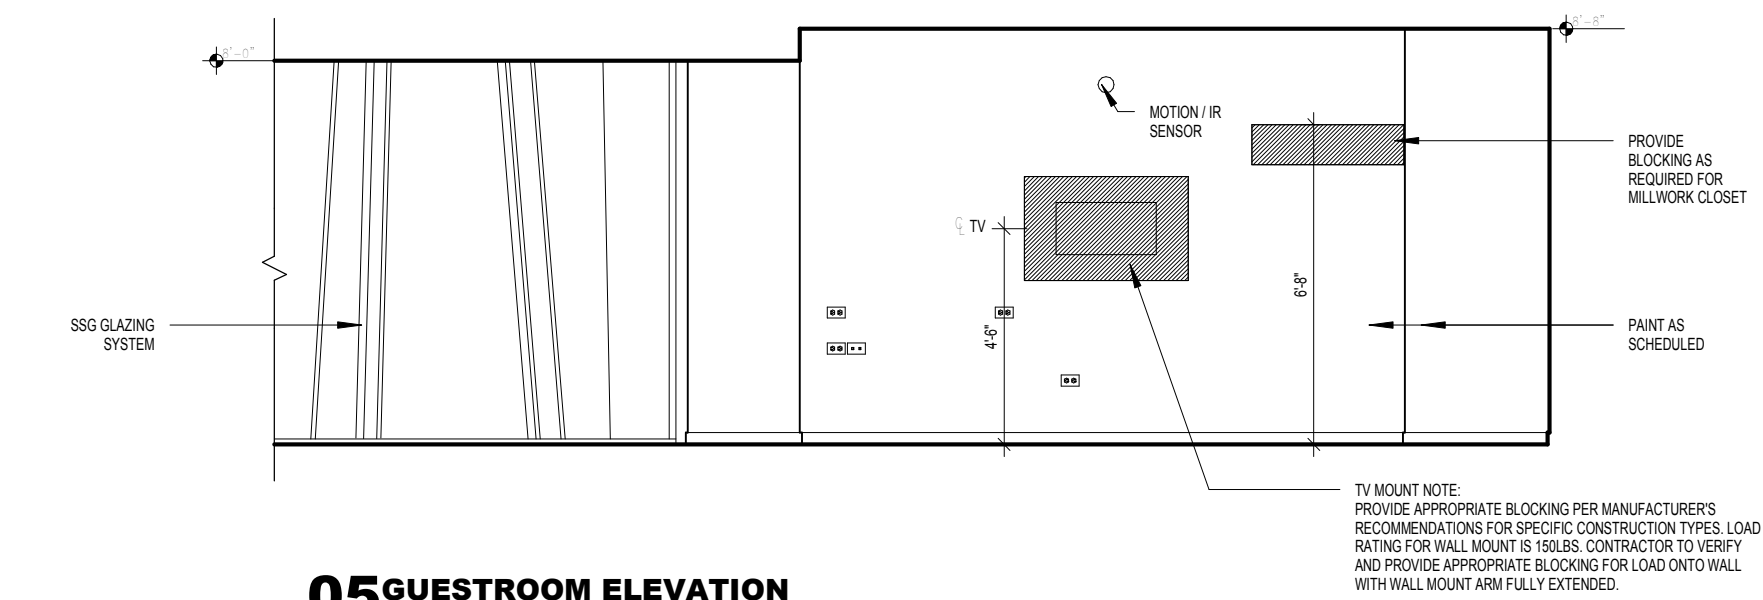 8'-0"
8'-8"
MOTION / IR
SENSOR
PROVIDE
BLOCKING AS
REQUIRED FOR
MILLWORK CLOSET
℄ TV
6'-8"
4'-6"
SSG GLAZING
SYSTEM
PAINT AS
SCHEDULED
TV MOUNT NOTE:
PROVIDE APPROPRIATE BLOCKING PER MANUFACTURER'S
RECOMMENDATIONS FOR SPECIFIC CONSTRUCTION TYPES. LOAD
RATING FOR WALL MOUNT IS 150LBS. CONTRACTOR TO VERIFY
AND PROVIDE APPROPRIATE BLOCKING FOR LOAD ONTO WALL
WITH WALL MOUNT ARM FULLY EXTENDED.
05 GUESTROOM ELEVATION